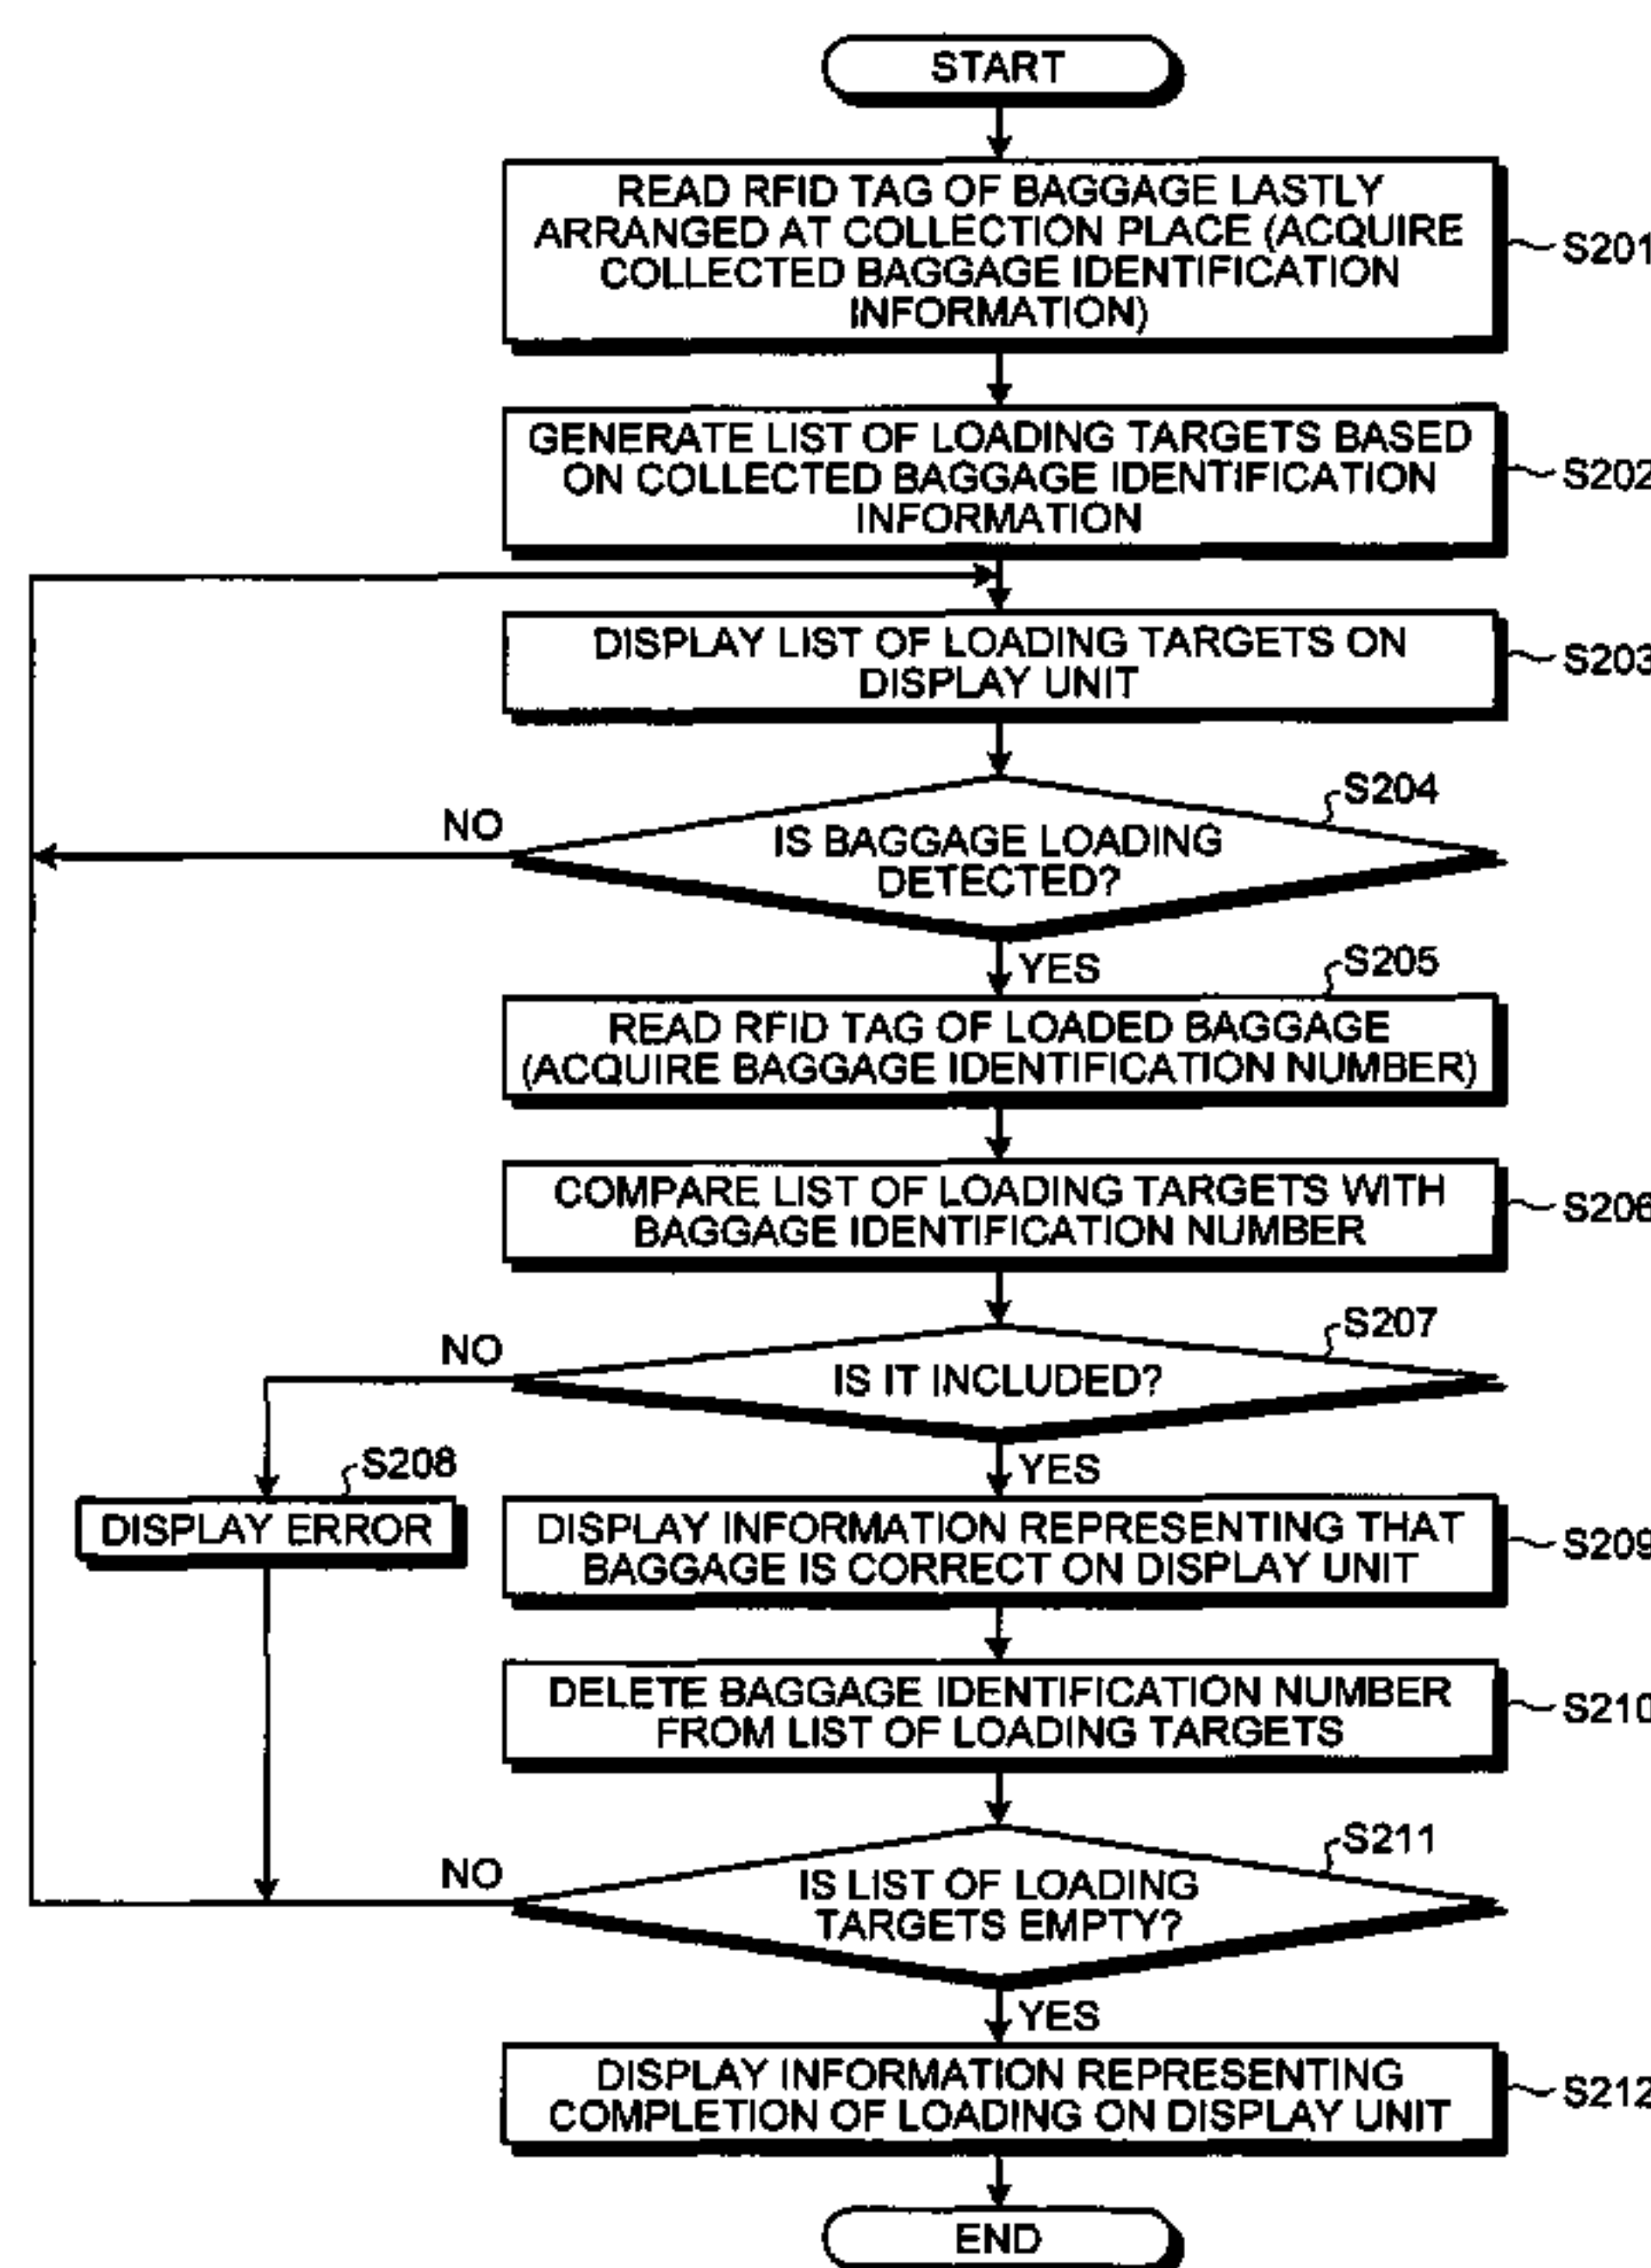 START
READ RFID TAG OF BAGGAGE LASTLY
ARRANGED AT COLLECTION PLACE (ACQUIRE
COLLECTED BAGGAGE IDENTIFICATION
INFORMATION)
S201
GENERATE LIST OF LOADING TARGETS BASED
ON COLLECTED BAGGAGE IDENTIFICATION
INFORMATION
S202
DISPLAY LIST OF LOADING TARGETS ON
DISPLAY UNIT
S203
S204
NO
IS BAGGAGE LOADING
DETECTED?
YES
S205
READ RFID TAG OF LOADED BAGGAGE
(ACQUIRE BAGGAGE IDENTIFICATION NUMBER)
COMPARE LIST OF LOADING TARGETS WITH
BAGGAGE IDENTIFICATION NUMBER
S206
S207
NO
IS IT INCLUDED?
YES
S208
DISPLAY ERROR
DISPLAY INFORMATION REPRESENTING THAT
BAGGAGE IS CORRECT ON DISPLAY UNIT
S209
DELETE BAGGAGE IDENTIFICATION NUMBER
FROM LIST OF LOADING TARGETS
S210
S211
NO
IS LIST OF LOADING
TARGETS EMPTY?
YES
DISPLAY INFORMATION REPRESENTING
COMPLETION OF LOADING ON DISPLAY UNIT
S212
END